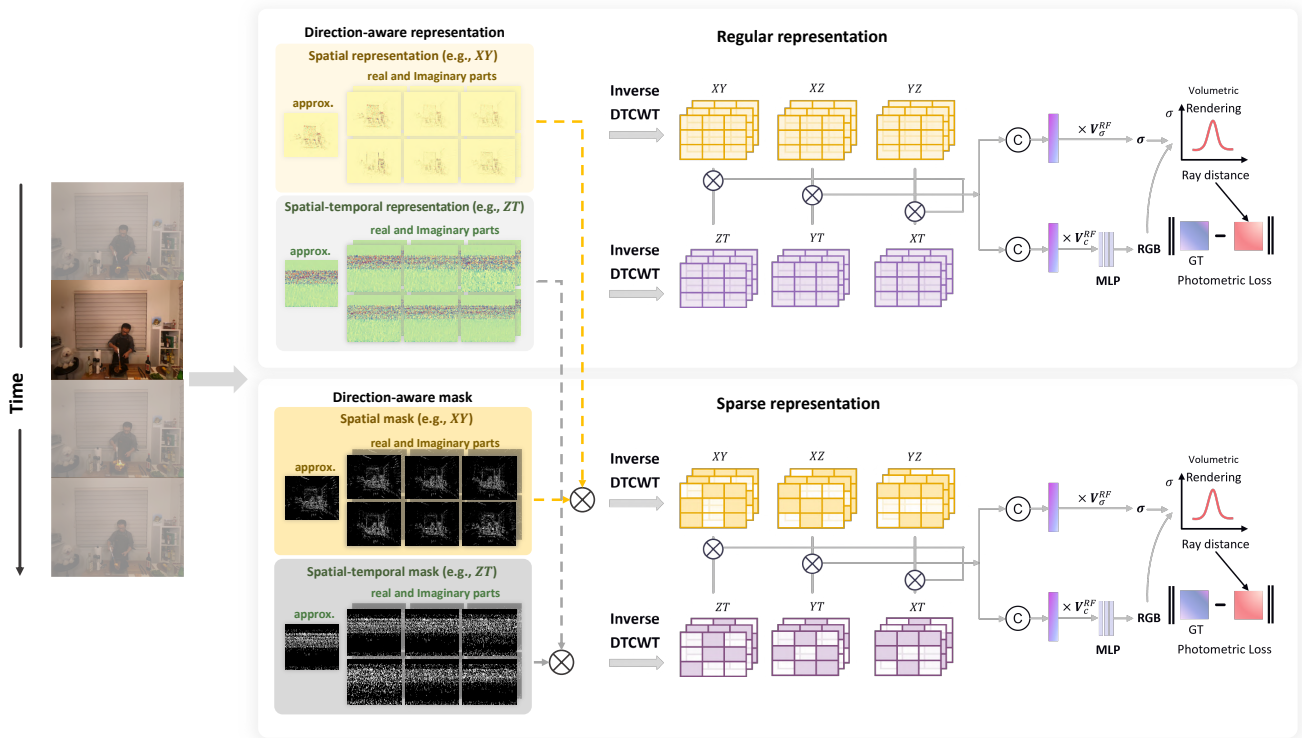 Time
Direction-aware representation
Spatial representation (e.g., XY)
real and Imaginary parts
approx.
Spatial-temporal representation (e.g., ZT)
real and Imaginary parts
approx.
Regular representation
Inverse
DTCWT
XY
XZ
YZ
Inverse
DTCWT
ZT
YT
XT
C
× V_σ^RF
σ
C
× V_c^RF
MLP
RGB
Volumetric
Rendering
σ
Ray distance
GT
Photometric Loss
Direction-aware mask
Spatial mask (e.g., XY)
real and Imaginary parts
approx.
Spatial-temporal mask (e.g., ZT)
real and Imaginary parts
approx.
Sparse representation
Inverse
DTCWT
XY
XZ
YZ
Inverse
DTCWT
ZT
YT
XT
C
× V_σ^RF
σ
C
× V_c^RF
MLP
RGB
Volumetric
Rendering
σ
Ray distance
GT
Photometric Loss